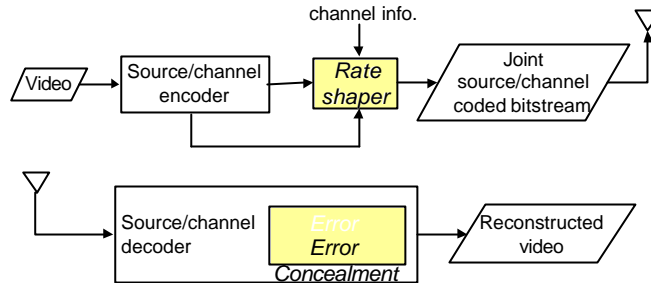 channel info.
Video
Source/channel
encoder
Rate
shaper
Joint
source/channel
coded bitstream
Source/channel
decoder
Error
Error
Concealment
Reconstructed
video